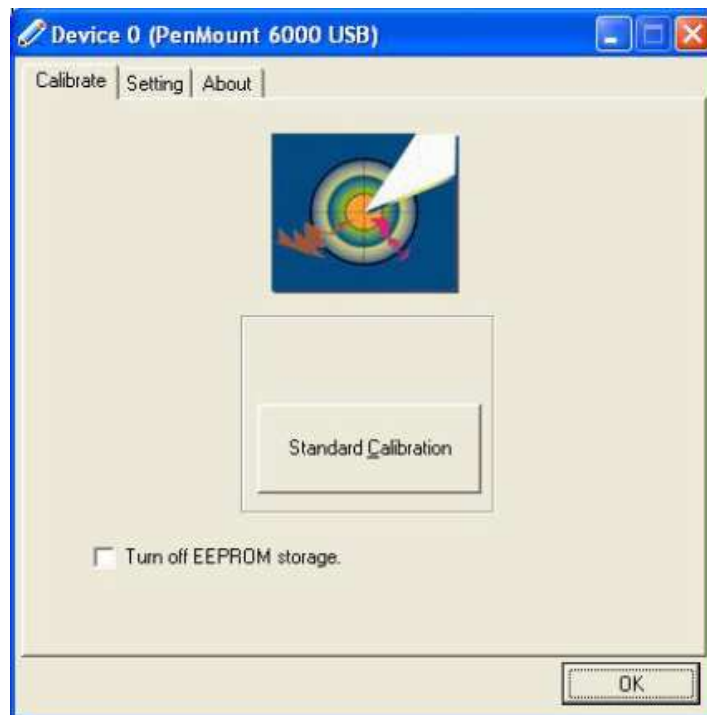 Device 0 (PenMount 6000 USB)
Calibrate Setting About
Standard Calibration
Turn off EEPROM storage.
OK